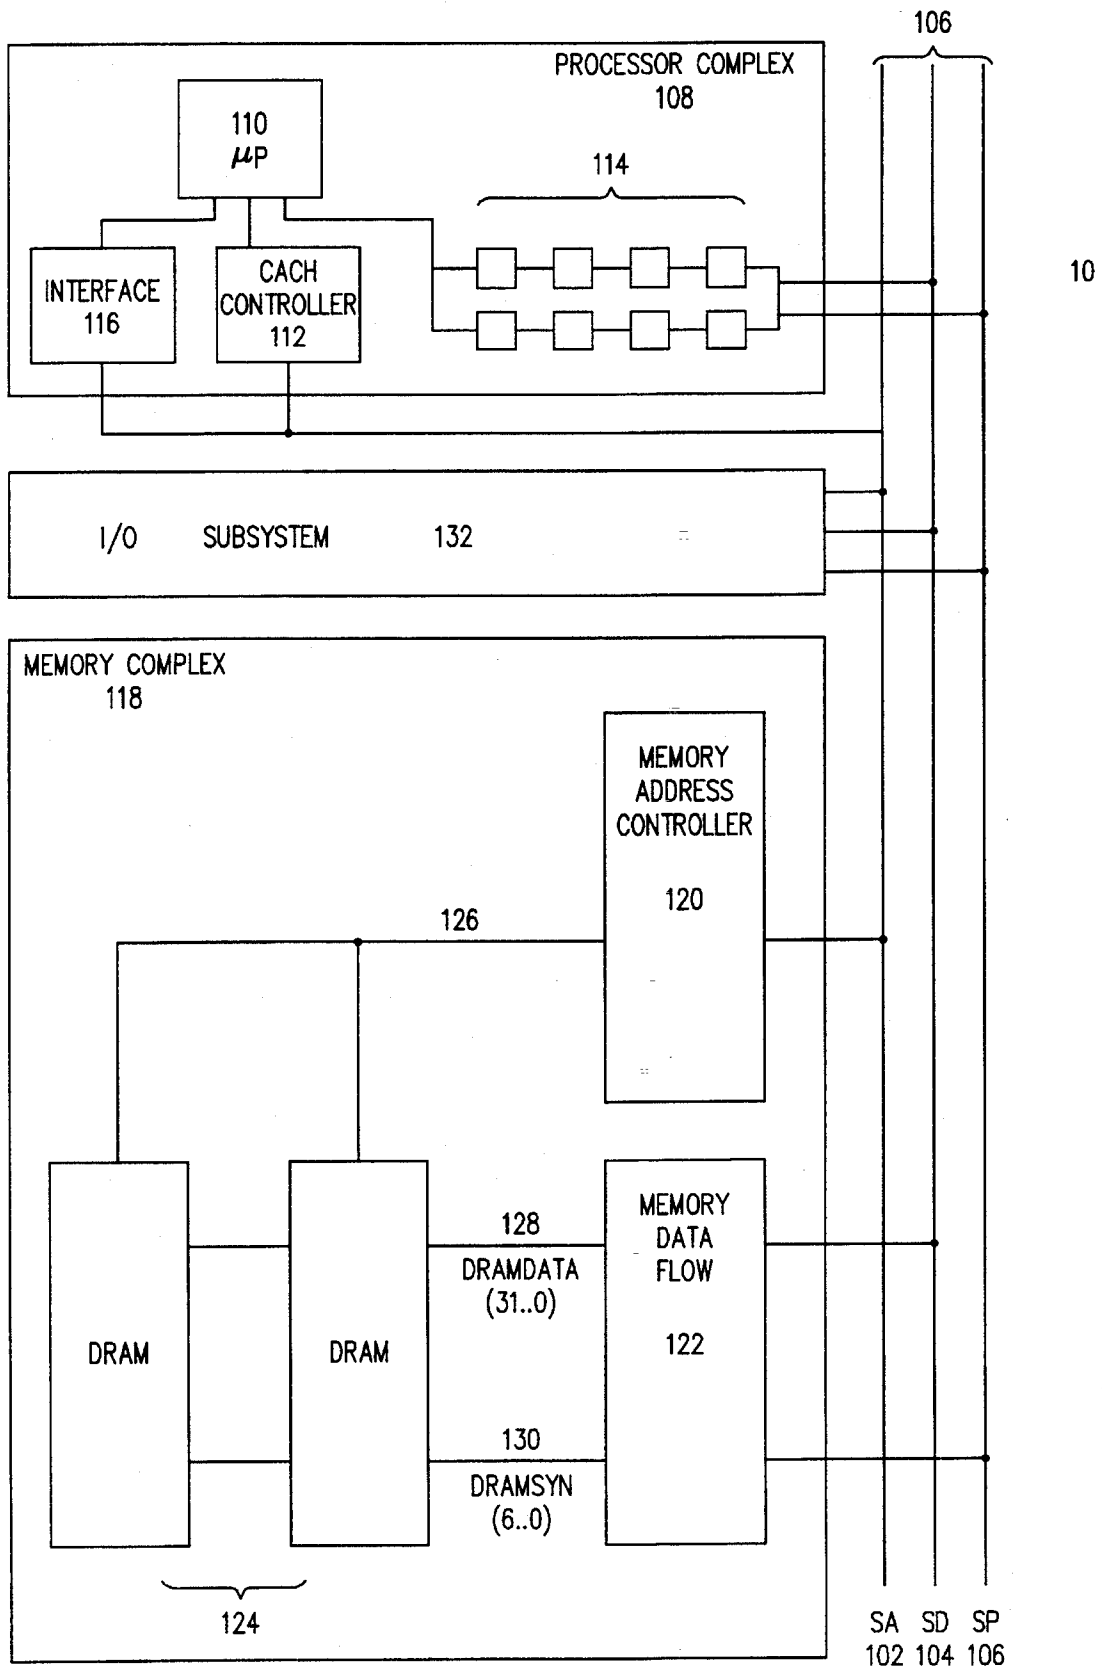 106
PROCESSOR COMPLEX
108
110
μP
114
INTERFACE
116
CACH
CONTROLLER
112
10
I/O SUBSYSTEM 132
MEMORY COMPLEX
118
MEMORY
ADDRESS
CONTROLLER
120
126
MEMORY
DATA
FLOW
122
128
DRAMDATA
(31..0)
DRAM
DRAM
130
DRAMSYN
(6..0)
124
SA SD SP
102 104 106